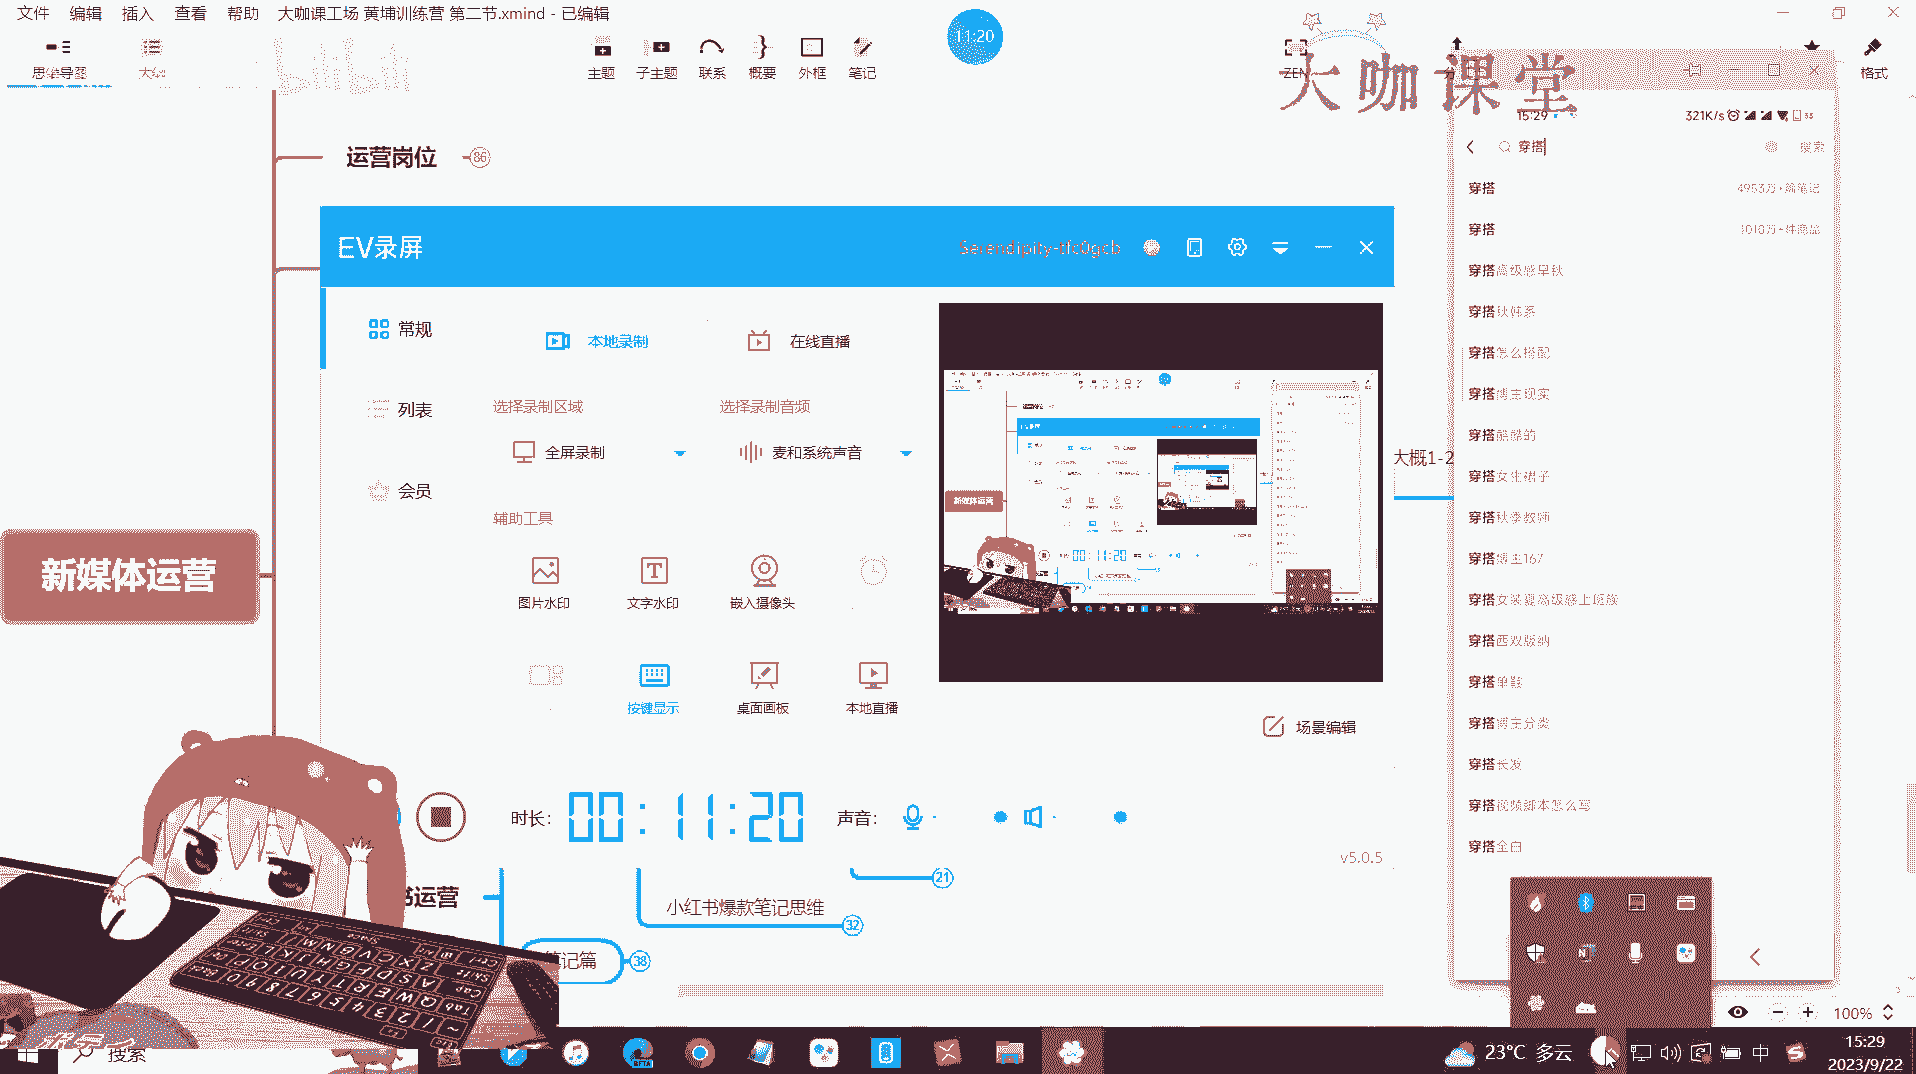 文件 编辑 插入 查看 帮助 大咖课工场 黄埔训练营 第二节.xmind - 已编辑
思维导图
大纲
bilibili
主题
子主题
联系
概要
外框
笔记
11:20
ZEN
大咖课堂
格式
15:29
321K/s
穿搭
搜索
运营岗位
86
EV录屏
Serendipity-tfc0gcb
常规
列表
会员
本地录制
在线直播
选择录制区域
选择录制音频
全屏录制
麦和系统声音
辅助工具
图片水印
文字水印
嵌入摄像头
按键显示
桌面画板
本地直播
场景编辑
时长:
00:11:20
声音:
v5.0.5
大概1-2
新媒体运营
书运营
21
小红书爆款笔记思维
32
笔记篇
38
穿搭
4953万+篇笔记
穿搭
1010万+件商品
穿搭高级感早秋
穿搭秋韩系
穿搭怎么搭配
穿搭博主现实
穿搭酷酷的
穿搭女生裙子
穿搭秋季教师
穿搭博主167
穿搭女装夏高级感上班族
穿搭西双版纳
穿搭单鞋
穿搭博主分类
穿搭长发
穿搭视频脚本怎么写
穿搭全白
100%
搜索
23°C 多云
中
15:29
2023/9/22